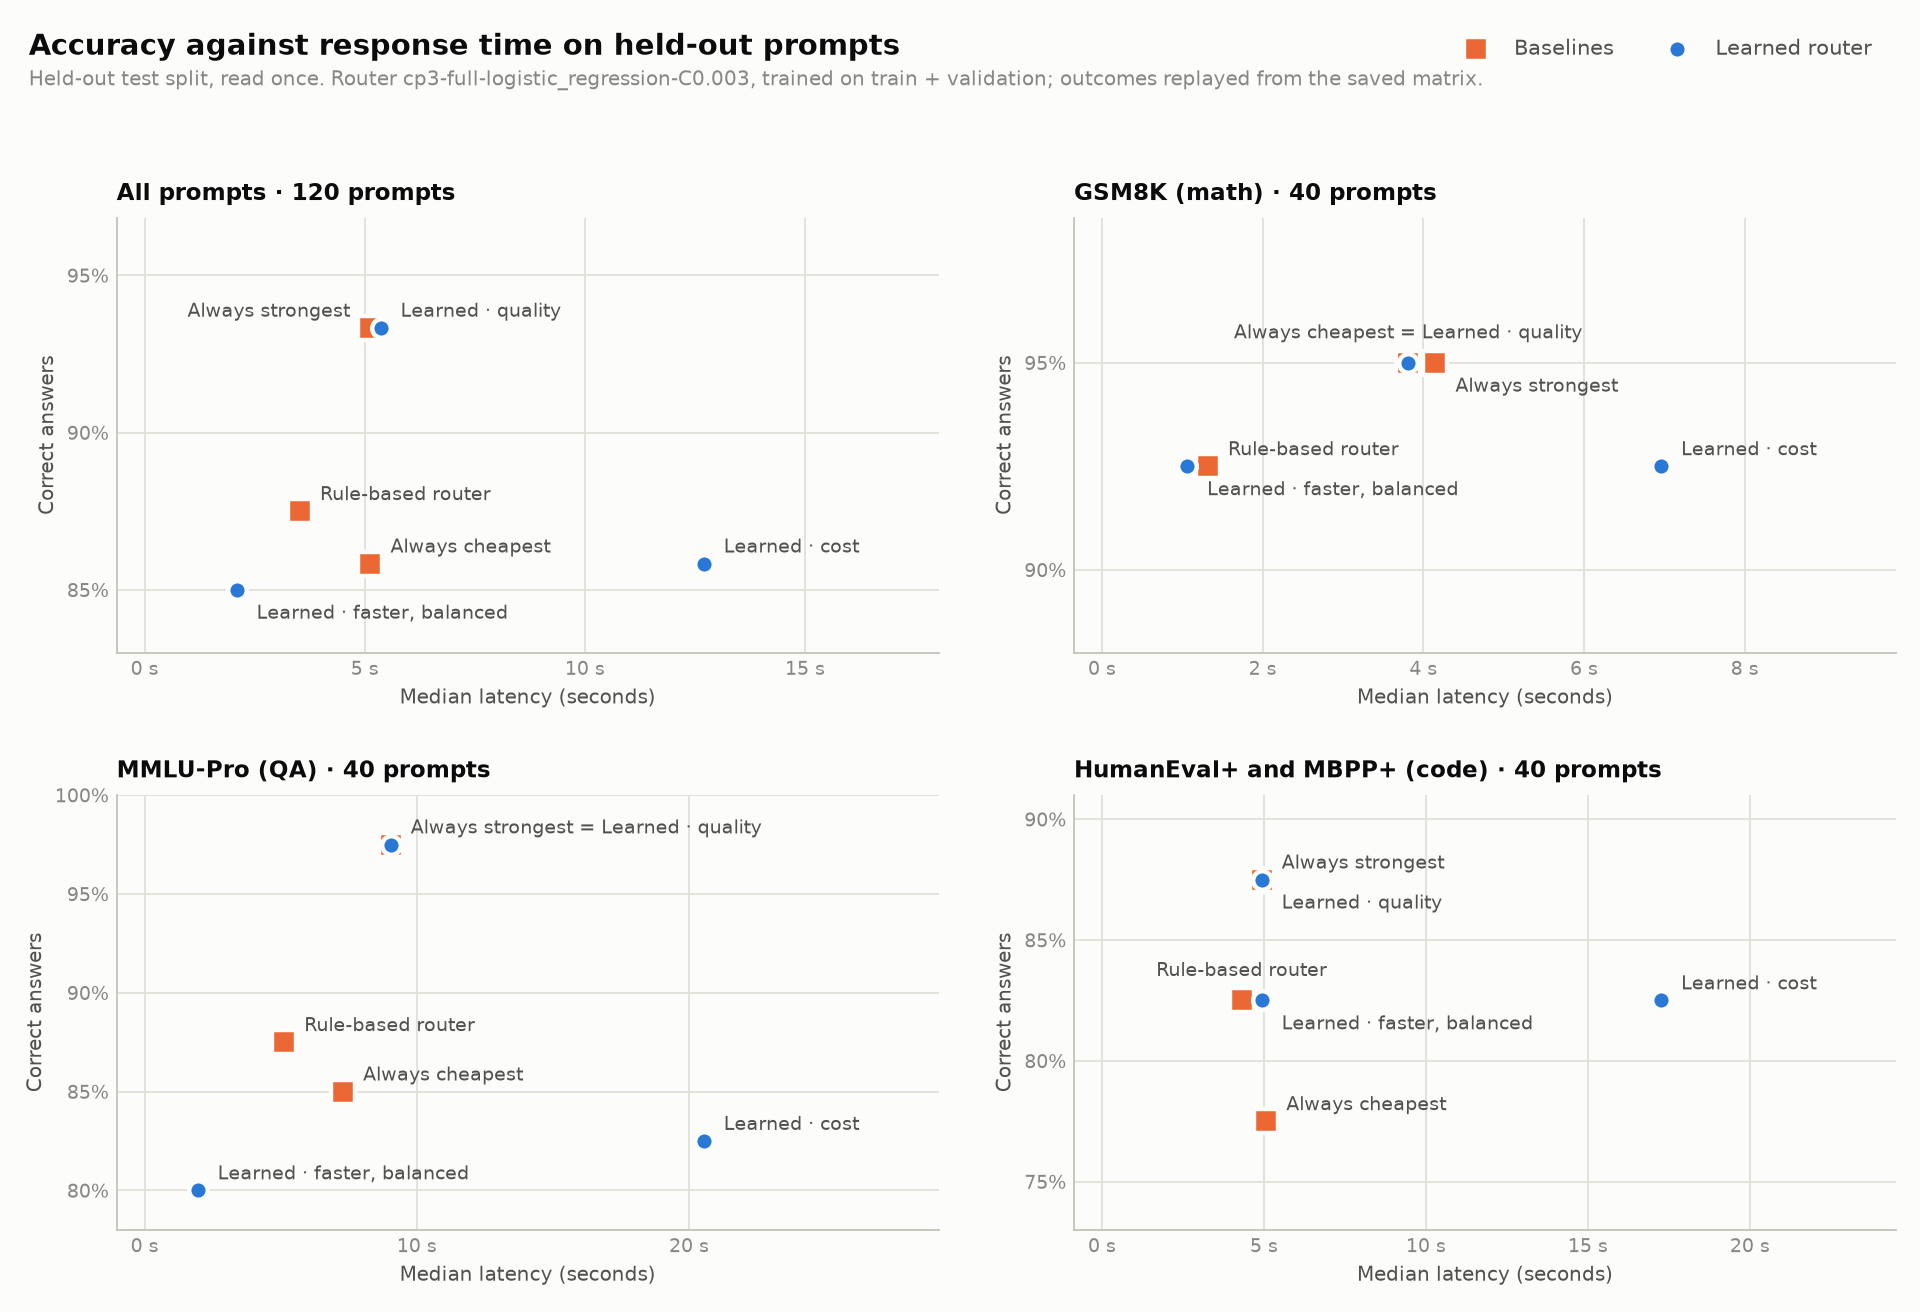 Accuracy against response time on held-out prompts
Baselines
Learned router
Held-out test split, read once. Router cp3-full-logistic_regression-C0.003, trained on train + validation; outcomes replayed from the saved matrix.
All prompts · 120 prompts
95%
90%
85%
Correct answers
Always strongest
Learned · quality
Rule-based router
Always cheapest
Learned · cost
Learned · faster, balanced
0 s
5 s
10 s
15 s
Median latency (seconds)
GSM8K (math) · 40 prompts
95%
90%
Correct answers
Always cheapest = Learned · quality
Always strongest
Rule-based router
Learned · cost
Learned · faster, balanced
0 s
2 s
4 s
6 s
8 s
Median latency (seconds)
MMLU-Pro (QA) · 40 prompts
100%
95%
90%
85%
80%
Correct answers
Always strongest = Learned · quality
Rule-based router
Always cheapest
Learned · cost
Learned · faster, balanced
0 s
10 s
20 s
Median latency (seconds)
HumanEval+ and MBPP+ (code) · 40 prompts
90%
85%
80%
75%
Correct answers
Always strongest
Learned · quality
Rule-based router
Learned · cost
Learned · faster, balanced
Always cheapest
0 s
5 s
10 s
15 s
20 s
Median latency (seconds)